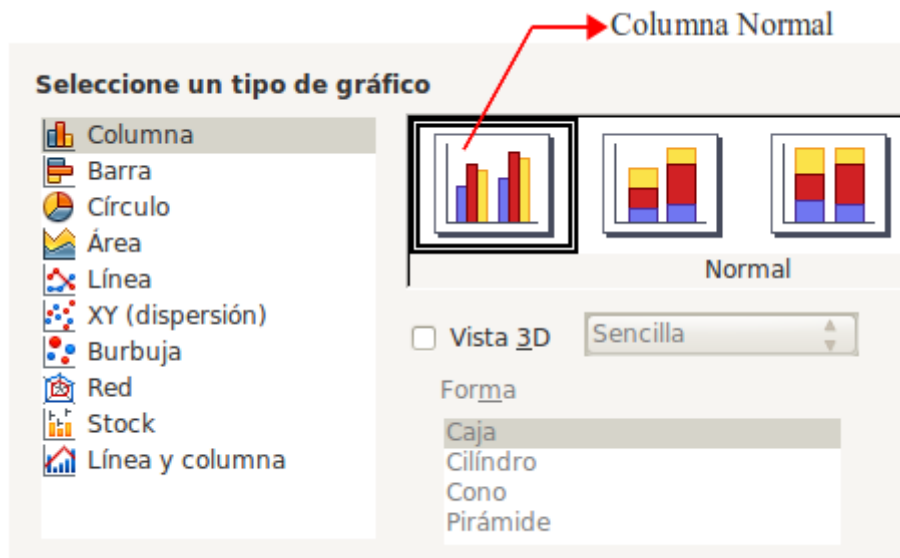 Columna Normal
Seleccione un tipo de gráfico
Columna
Barra
Círculo
Área
Línea
XY (dispersión)
Burbuja
Red
Stock
Línea y columna
Normal
Vista 3D
Sencilla
Forma
Caja
Cilíndro
Cono
Pirámide